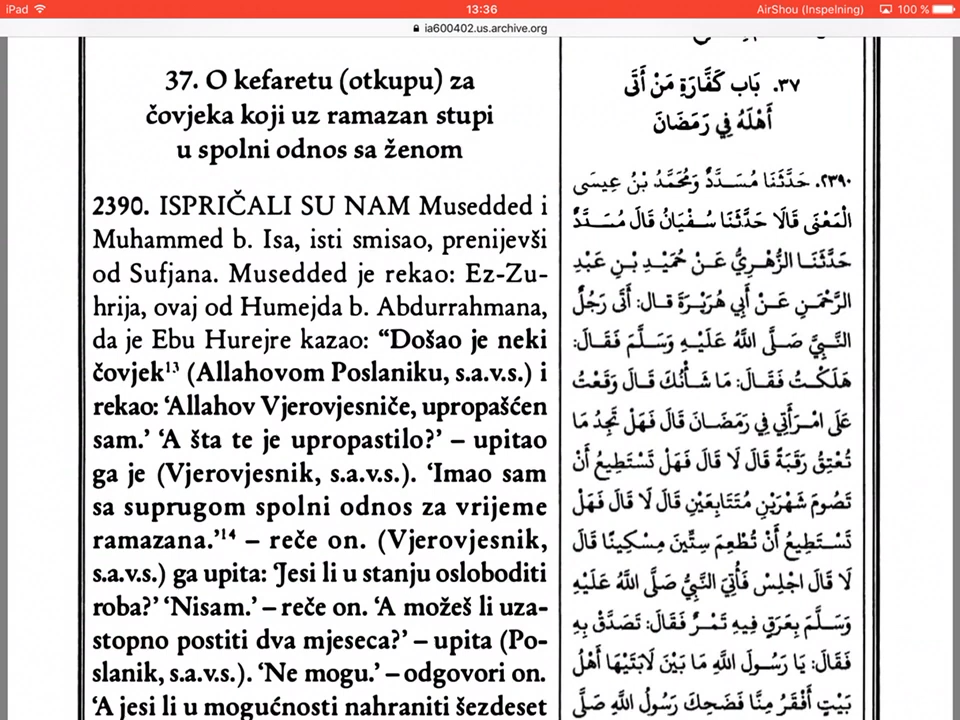 iPad 13:36 AirShou (Inspelning) 100 %
ia600402.us.archive.org
37. O kefaretu (otkupu) za
čovjeka koji uz ramazan stupi
u spolni odnos sa ženom
2390. ISPRIČALI SU NAM Musedded i
Muhammed b. Isa, isti smisao, prenijevši
od Sufjana. Musedded je rekao: Ez-Zu-
hrija, ovaj od Humejda b. Abdurrahmana,
da je Ebu Hurejre kazao: “Došao je neki
čovjek¹³ (Allahovom Poslaniku, s.a.v.s.) i
rekao: ‘Allahov Vjerovjesniče, upropašćen
sam.’ ‘A šta te je upropastilo?’ – upitao
ga je (Vjerovjesnik, s.a.v.s.). ‘Imao sam
sa suprugom spolni odnos za vrijeme
ramazana.’¹⁴ – reče on. (Vjerovjesnik,
s.a.v.s.) ga upita: ‘Jesi li u stanju osloboditi
roba?’ ‘Nisam.’ – reče on. ‘A možeš li uza-
stopno postiti dva mjeseca?’ – upita (Po-
slanik, s.a.v.s.). ‘Ne mogu.’ – odgovori on.
‘A jesi li u mogućnosti nahraniti šezdeset
٣٧. بَاب كَفَّارَةِ مَنْ أَتَى
أَهْلَهُ فِي رَمَضَانَ
٢٣٩٠. حَدَّثَنَا مُسَدَّدٌ وَمُحَمَّدُ بْنُ عِيسَى
الْمَعْنَى قَالَا حَدَّثَنَا سُفْيَانُ قَالَ مُسَدَّدٌ
حَدَّثَنَا الزُّهْرِيُّ عَنْ حُمَيْدِ بْنِ عَبْدِ
الرَّحْمَنِ عَنْ أَبِي هُرَيْرَةَ قَالَ: أَتَى رَجُلٌ
النَّبِيَّ صَلَّى اللَّهُ عَلَيْهِ وَسَلَّمَ فَقَالَ:
هَلَكْتُ فَقَالَ: مَا شَأْنُكَ قَالَ وَقَعْتُ
عَلَى امْرَأَتِي فِي رَمَضَانَ قَالَ فَهَلْ تَجِدُ مَا
تُعْتِقُ رَقَبَةً قَالَ لَا قَالَ فَهَلْ تَسْتَطِيعُ أَنْ
تَصُومَ شَهْرَيْنِ مُتَتَابِعَيْنِ قَالَ لَا قَالَ فَهَلْ
تَسْتَطِيعُ أَنْ تُطْعِمَ سِتِّينَ مِسْكِينًا قَالَ
لَا قَالَ اجْلِسْ فَأُتِيَ النَّبِيُّ صَلَّى اللَّهُ عَلَيْهِ
وَسَلَّمَ بِعَرَقٍ فِيهِ تَمْرٌ فَقَالَ: تَصَدَّقْ بِهِ
فَقَالَ: يَا رَسُولَ اللَّهِ مَا بَيْنَ لَابَتَيْهَا أَهْلُ
بَيْتٍ أَفْقَرُ مِنَّا فَضَحِكَ رَسُولُ اللَّهِ صَلَّى